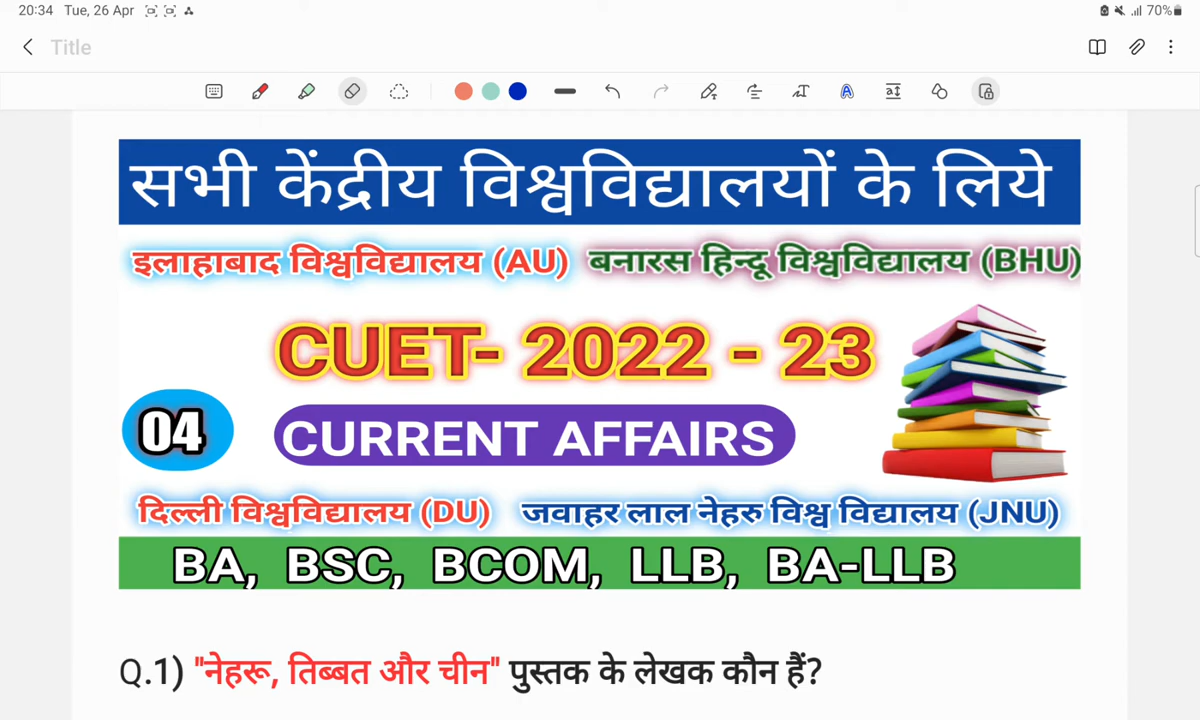 20:34 Tue, 26 Apr 70%
Title
सभी केंद्रीय विश्वविद्यालयों के लिये
इलाहाबाद विश्वविद्यालय (AU) बनारस हिन्दू विश्वविद्यालय (BHU)
CUET- 2022 - 23
04 CURRENT AFFAIRS
दिल्ली विश्वविद्यालय (DU) जवाहर लाल नेहरु विश्व विद्यालय (JNU)
BA, BSC, BCOM, LLB, BA-LLB
Q.1) "नेहरू, तिब्बत और चीन" पुस्तक के लेखक कौन हैं?